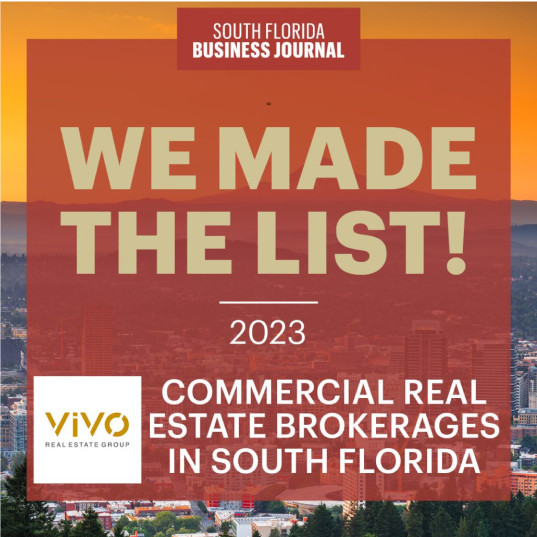 SOUTH FLORIDA
BUSINESS JOURNAL
WE MADE
THE LIST!
2023
ViVO
REAL ESTATE GROUP
COMMERCIAL REAL
ESTATE BROKERAGES
IN SOUTH FLORIDA